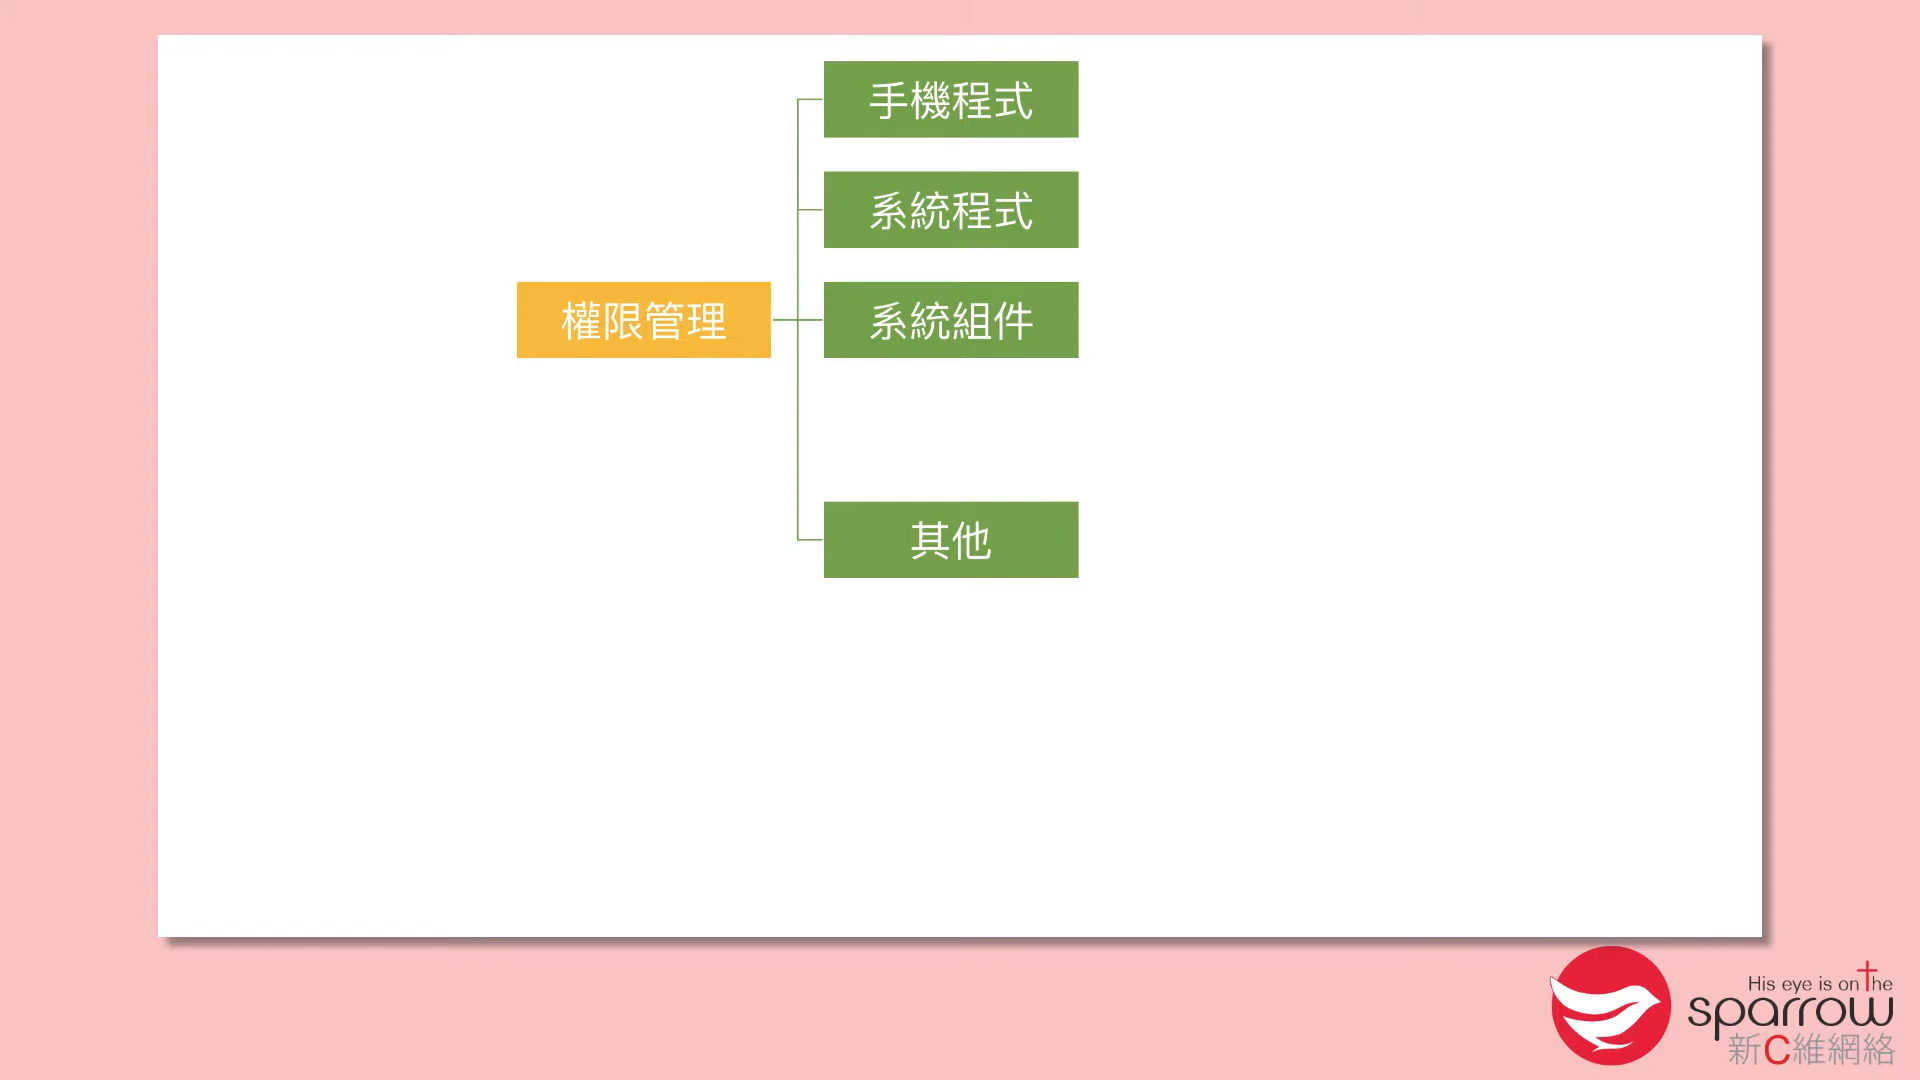 手機程式
系統程式
權限管理
系統組件
其他
His eye is on the
sparrow
新C維網絡